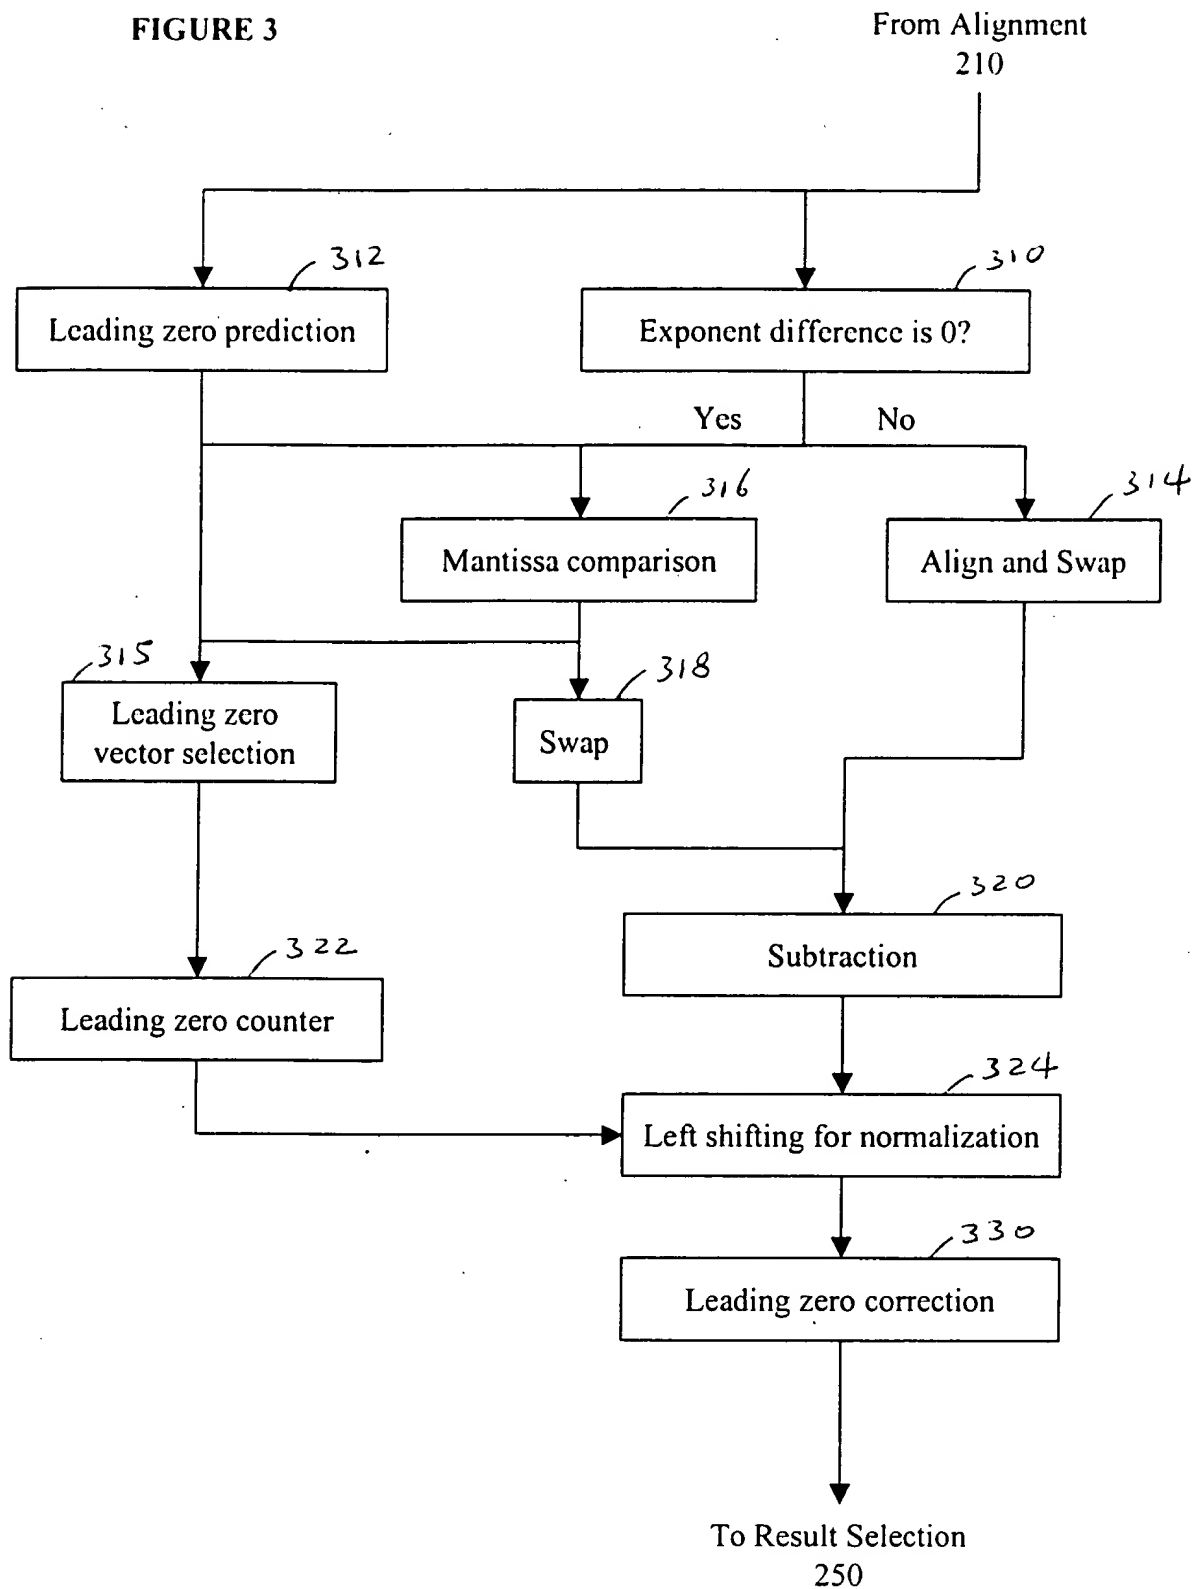 FIGURE 3
From Alignment
210
312
310
Leading zero prediction
Exponent difference is 0?
Yes
No
316
314
Mantissa comparison
Align and Swap
315
318
Leading zero
vector selection
Swap
320
Subtraction
322
Leading zero counter
324
Left shifting for normalization
330
Leading zero correction
To Result Selection
250